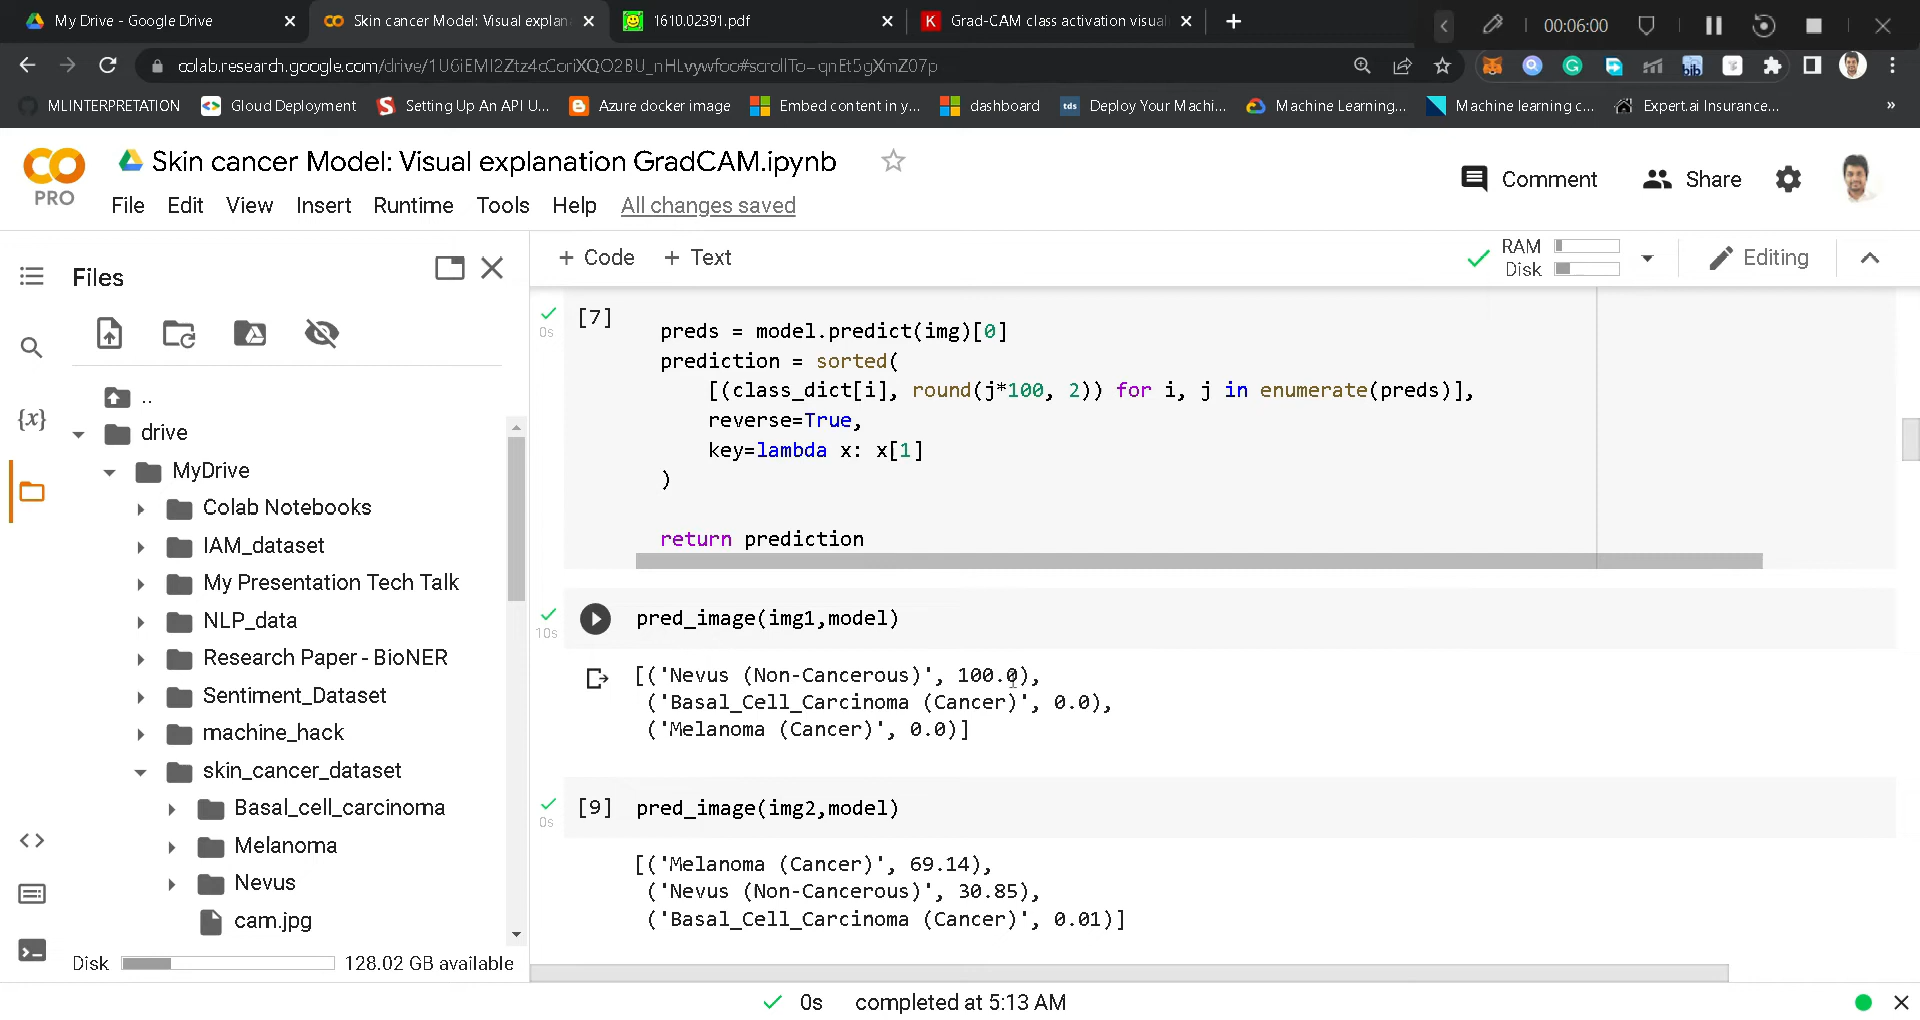 My Drive - Google Drive
Skin cancer Model: Visual explana
1610.02391.pdf
Grad-CAM class activation visual
00:06:00
colab.research.google.com/drive/
MLINTERPRETATION
Gloud Deployment
Setting Up An API U...
Azure docker image
Embed content in y...
dashboard
tds
Deploy Your Machi...
Machine Learning,...
Machine learning c...
Expert.ai Insurance...
»
PRO
Skin cancer Model: Visual explanation GradCAM.ipynb
File Edit View Insert Runtime Tools Help All changes saved
Comment
Share
Files
+ Code + Text
RAM
Disk
Editing
..
drive
MyDrive
Colab Notebooks
IAM_dataset
My Presentation Tech Talk
NLP_data
Research Paper - BioNER
Sentiment_Dataset
machine_hack
skin_cancer_dataset
Basal_cell_carcinoma
Melanoma
Nevus
cam.jpg
Disk 128.02 GB available
0s
[7]
preds = model.predict(img)[0]
prediction = sorted(
[(class_dict[i], round(j*100, 2)) for i, j in enumerate(preds)],
reverse=True,
key=lambda x: x[1]
)
return prediction
10s
pred_image(img1,model)
[('Nevus (Non-Cancerous)', 100.0),
('Basal_Cell_Carcinoma (Cancer)', 0.0),
('Melanoma (Cancer)', 0.0)]
0s
[9] pred_image(img2,model)
[('Melanoma (Cancer)', 69.14),
('Nevus (Non-Cancerous)', 30.85),
('Basal_Cell_Carcinoma (Cancer)', 0.01)]
0s completed at 5:13 AM